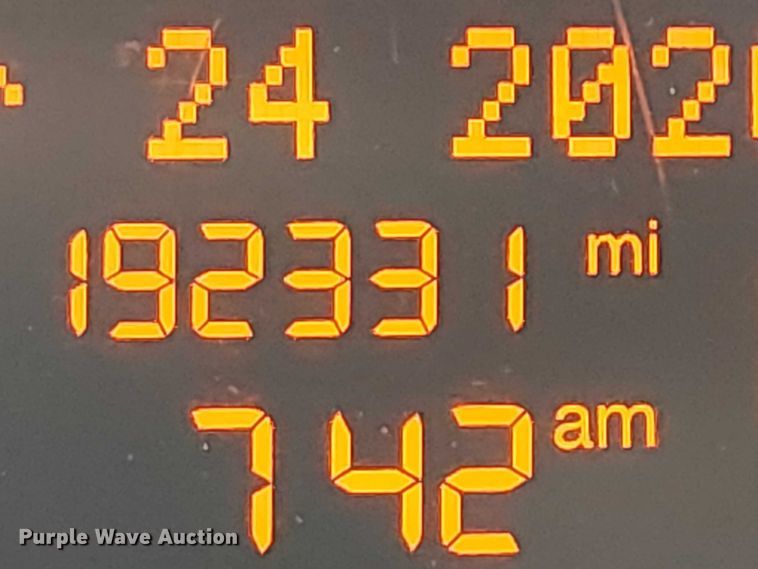 24 202
192331 mi
742 am
Purple Wave Auction